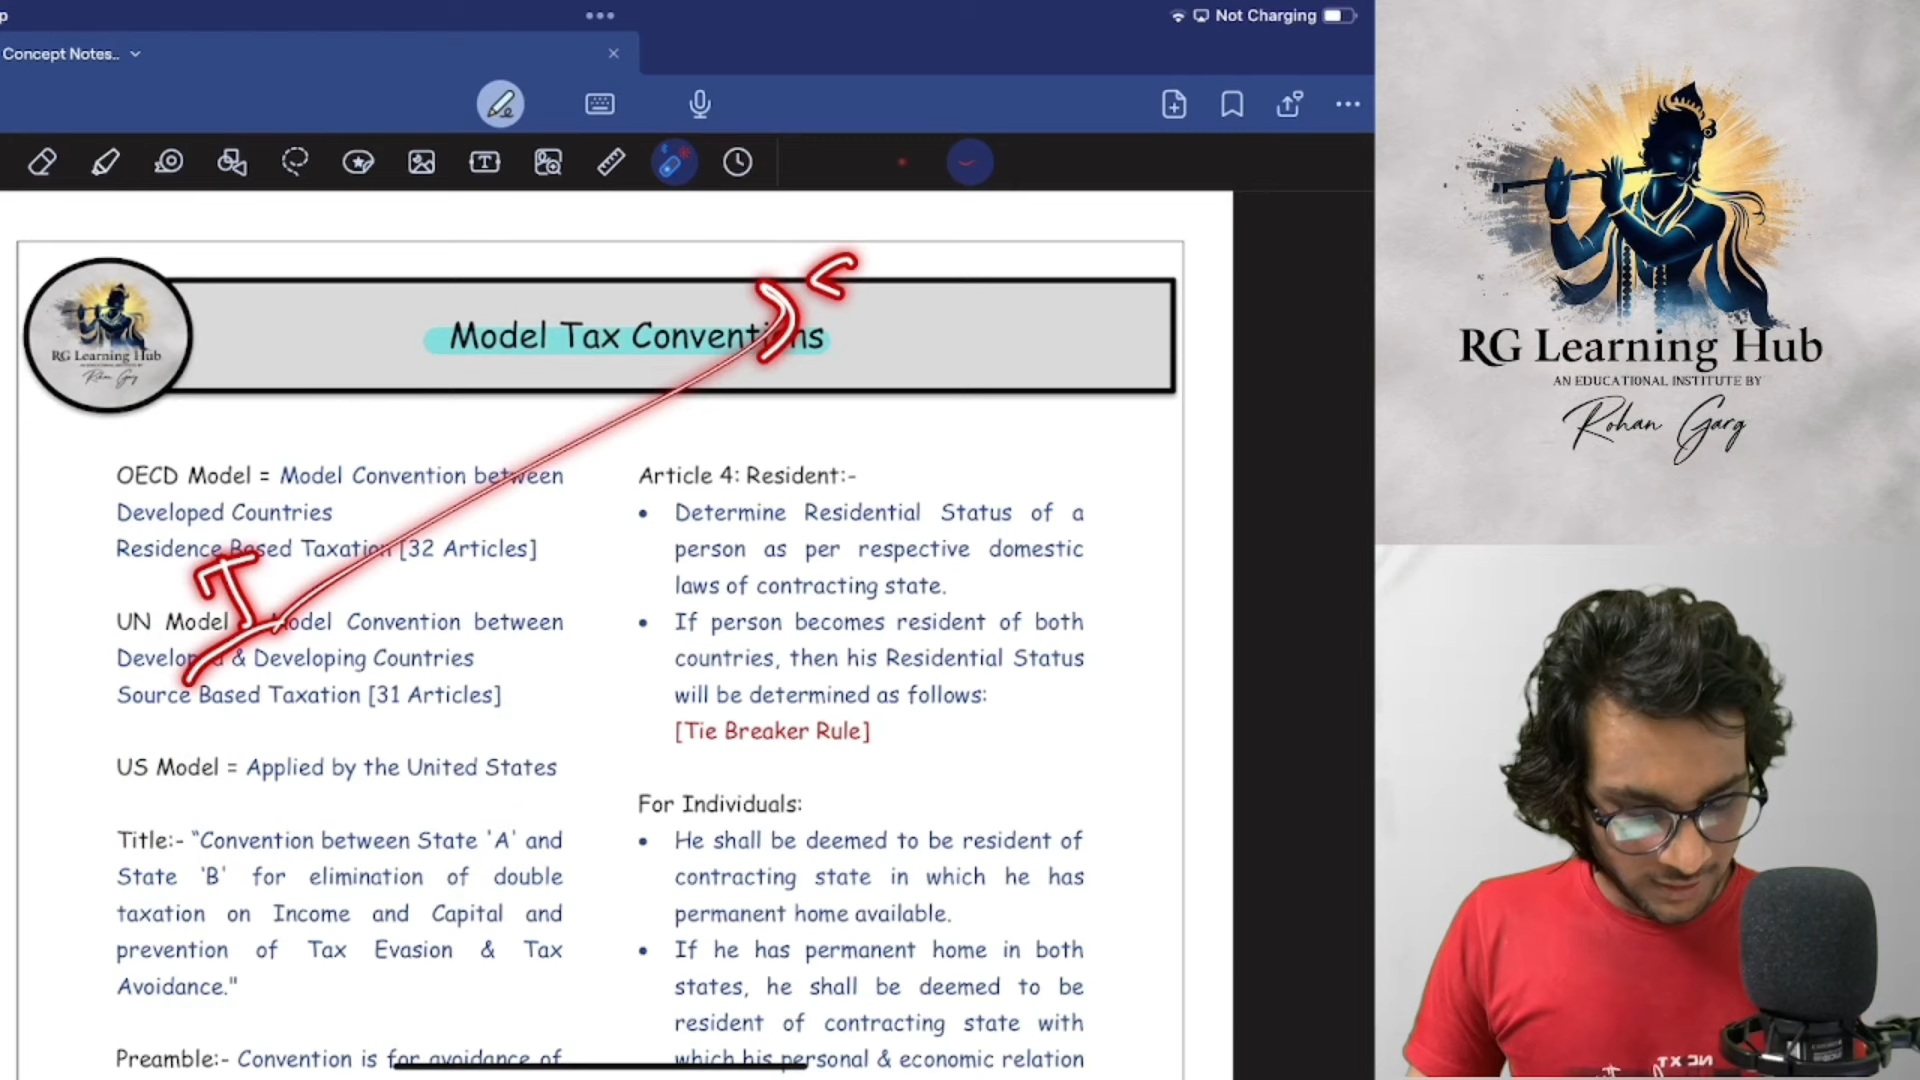 Not Charging
Concept Notes..
Model Tax Conventions
RG Learning Hub
Rohan Garg
OECD Model = Model Convention between
Developed Countries
Residence Based Taxation [32 Articles]
UN Model = Model Convention between
Developed & Developing Countries
Source Based Taxation [31 Articles]
US Model = Applied by the United States
Title:- “Convention between State 'A' and
State 'B' for elimination of double
taxation on Income and Capital and
prevention of Tax Evasion & Tax
Avoidance."
Preamble:- Convention is for avoidance of
Article 4: Resident:-
• Determine Residential Status of a
person as per respective domestic
laws of contracting state.
• If person becomes resident of both
countries, then his Residential Status
will be determined as follows:
[Tie Breaker Rule]
For Individuals:
• He shall be deemed to be resident of
contracting state in which he has
permanent home available.
• If he has permanent home in both
states, he shall be deemed to be
resident of contracting state with
which his personal & economic relation
RG Learning Hub
AN EDUCATIONAL INSTITUTE BY
Rohan Garg